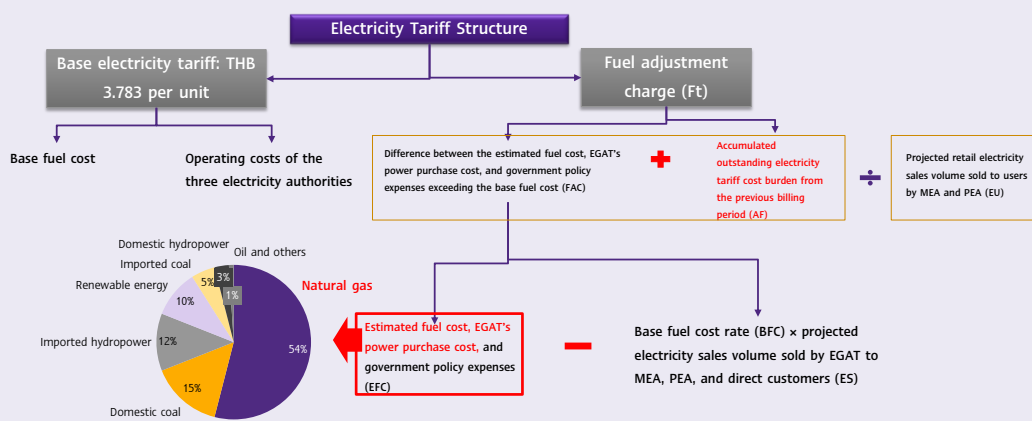 Electricity Tariff Structure
Base electricity tariff: THB
3.783 per unit
Fuel adjustment
charge (Ft)
Base fuel cost
Operating costs of the
three electricity authorities
Difference between the estimated fuel cost, EGAT's
power purchase cost, and government policy
expenses exceeding the base fuel cost (FAC)
Accumulated
outstanding electricity
tariff cost burden from
the previous billing
period (AF)
Projected retail electricity
sales volume sold to users
by MEA and PEA (EU)
Domestic hydropower
Oil and others
Imported coal
Renewable energy
Imported hydropower
Domestic coal
Natural gas
5%
3%
1%
10%
12%
15%
54%
Estimated fuel cost, EGAT's
power purchase cost, and
government policy expenses
(EFC)
Base fuel cost rate (BFC) × projected
electricity sales volume sold by EGAT to
MEA, PEA, and direct customers (ES)